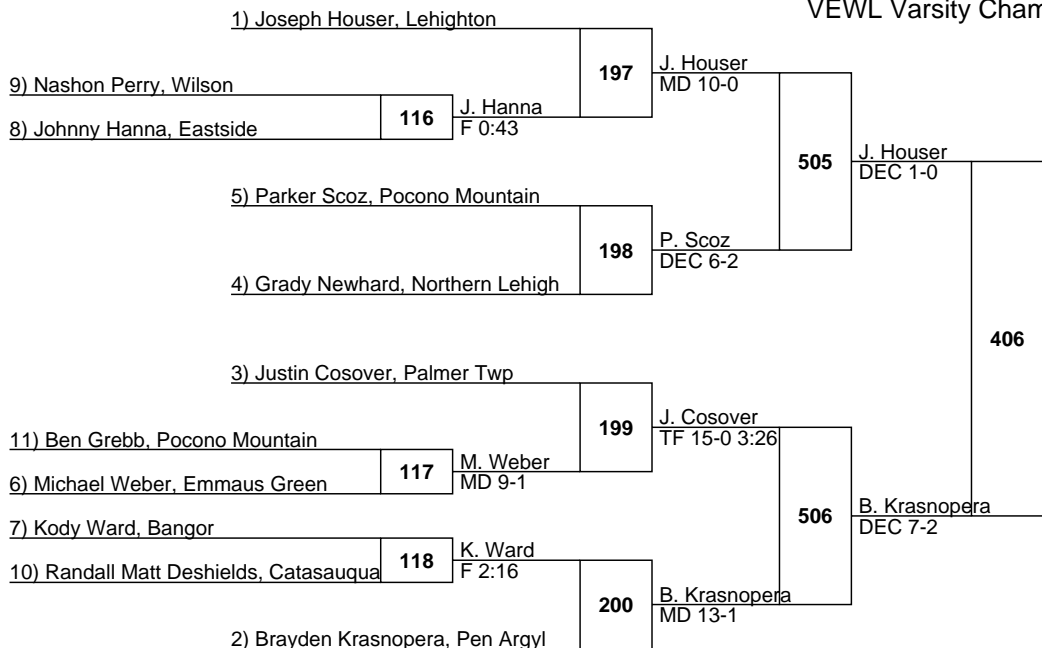 VEWL Varsity Cham
1) Joseph Houser, Lehighton
197
J. Houser
MD 10-0
9) Nashon Perry, Wilson
116
J. Hanna
F 0:43
8) Johnny Hanna, Eastside
505
J. Houser
DEC 1-0
5) Parker Scoz, Pocono Mountain
198
P. Scoz
DEC 6-2
4) Grady Newhard, Northern Lehigh
406
3) Justin Cosover, Palmer Twp
199
J. Cosover
TF 15-0 3:26
11) Ben Grebb, Pocono Mountain
117
M. Weber
MD 9-1
6) Michael Weber, Emmaus Green
506
B. Krasnopera
DEC 7-2
7) Kody Ward, Bangor
118
K. Ward
F 2:16
10) Randall Matt Deshields, Catasauqua
200
B. Krasnopera
MD 13-1
2) Brayden Krasnopera, Pen Argyl